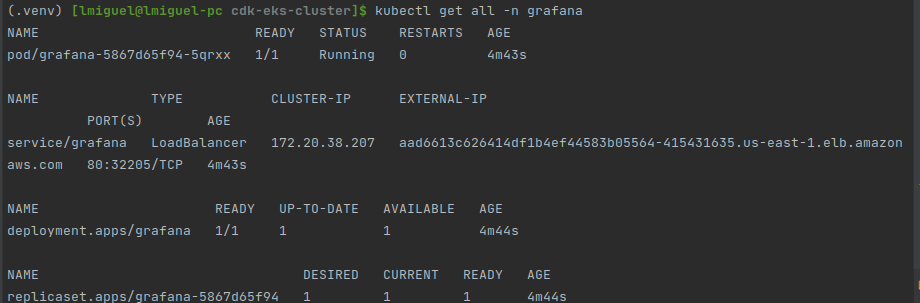 (.venv) [lmiguel@lmiguel-pc cdk-eks-cluster]$ kubectl get all -n grafana
NAME                           READY   STATUS    RESTARTS   AGE
pod/grafana-5867d65f94-5qrxx   1/1     Running   0          4m43s

NAME              TYPE           CLUSTER-IP      EXTERNAL-IP
          PORT(S)        AGE
service/grafana   LoadBalancer   172.20.38.207   aad6613c626414df1b4ef44583b05564-415431635.us-east-1.elb.amazon
aws.com   80:32205/TCP   4m43s

NAME                      READY   UP-TO-DATE   AVAILABLE   AGE
deployment.apps/grafana   1/1     1            1           4m44s

NAME                                 DESIRED   CURRENT   READY   AGE
replicaset.apps/grafana-5867d65f94   1         1         1       4m44s